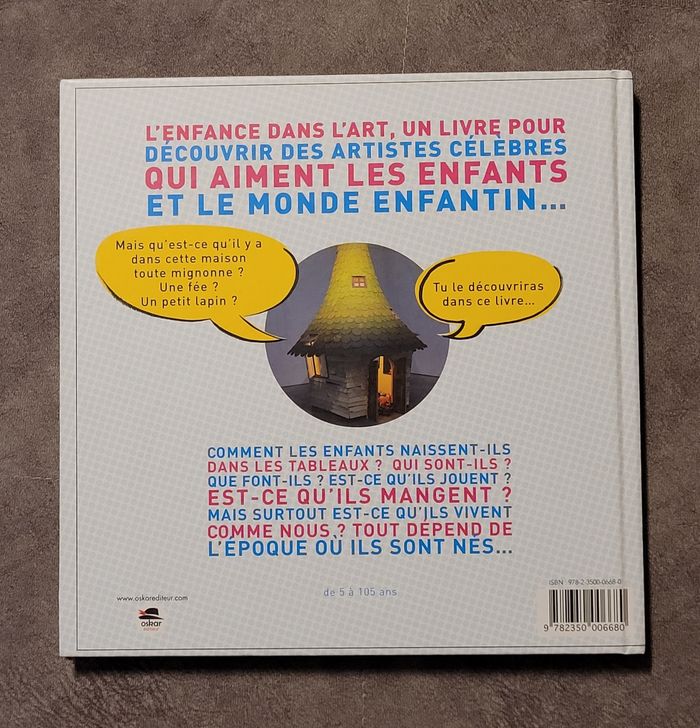 L'ENFANCE DANS L'ART, UN LIVRE POUR
DÉCOUVRIR DES ARTISTES CÉLÈBRES
QUI AIMENT LES ENFANTS
ET LE MONDE ENFANTIN...
Mais qu'est-ce qu'il y a
dans cette maison
toute mignonne ?
Une fée ?
Un petit lapin ?
Tu le découvriras
dans ce livre...
COMMENT LES ENFANTS NAISSENT-ILS
DANS LES TABLEAUX ? QUI SONT-ILS ?
QUE FONT-ILS ? EST-CE QU'ILS JOUENT ?
EST-CE QU'ILS MANGENT ?
MAIS SURTOUT EST-CE QU'ILS VIVENT
COMME NOUS ? TOUT DÉPEND DE
L'ÉPOQUE OÙ ILS SONT NÉS...
de 5 à 105 ans
www.oskarediteur.com
oskar
éditeur
ISBN : 978-2-3500-0668-0
9 782350 006680